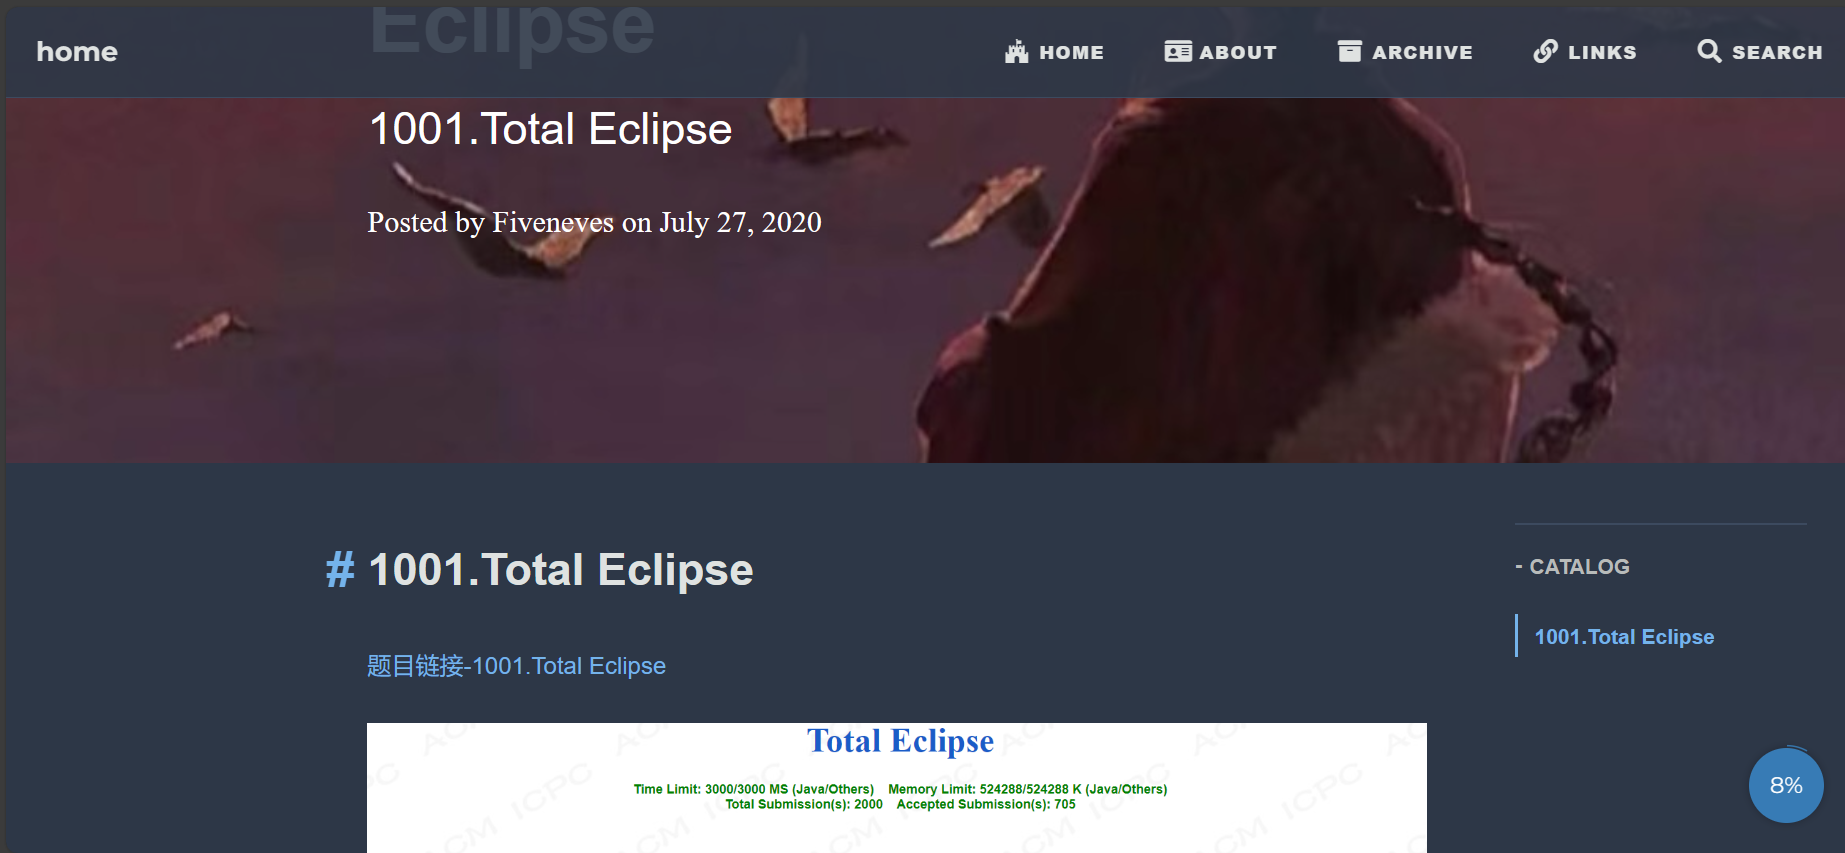 Eclipse
home
HOME
ABOUT
ARCHIVE
LINKS
SEARCH
1001.Total Eclipse
Posted by Fiveneves on July 27, 2020
# 1001.Total Eclipse
- CATALOG
1001.Total Eclipse
题目链接-1001.Total Eclipse
Total Eclipse
Time Limit: 3000/3000 MS (Java/Others) Memory Limit: 524288/524288 K (Java/Others)
Total Submission(s): 2000 Accepted Submission(s): 705
ACM ICPC
8%